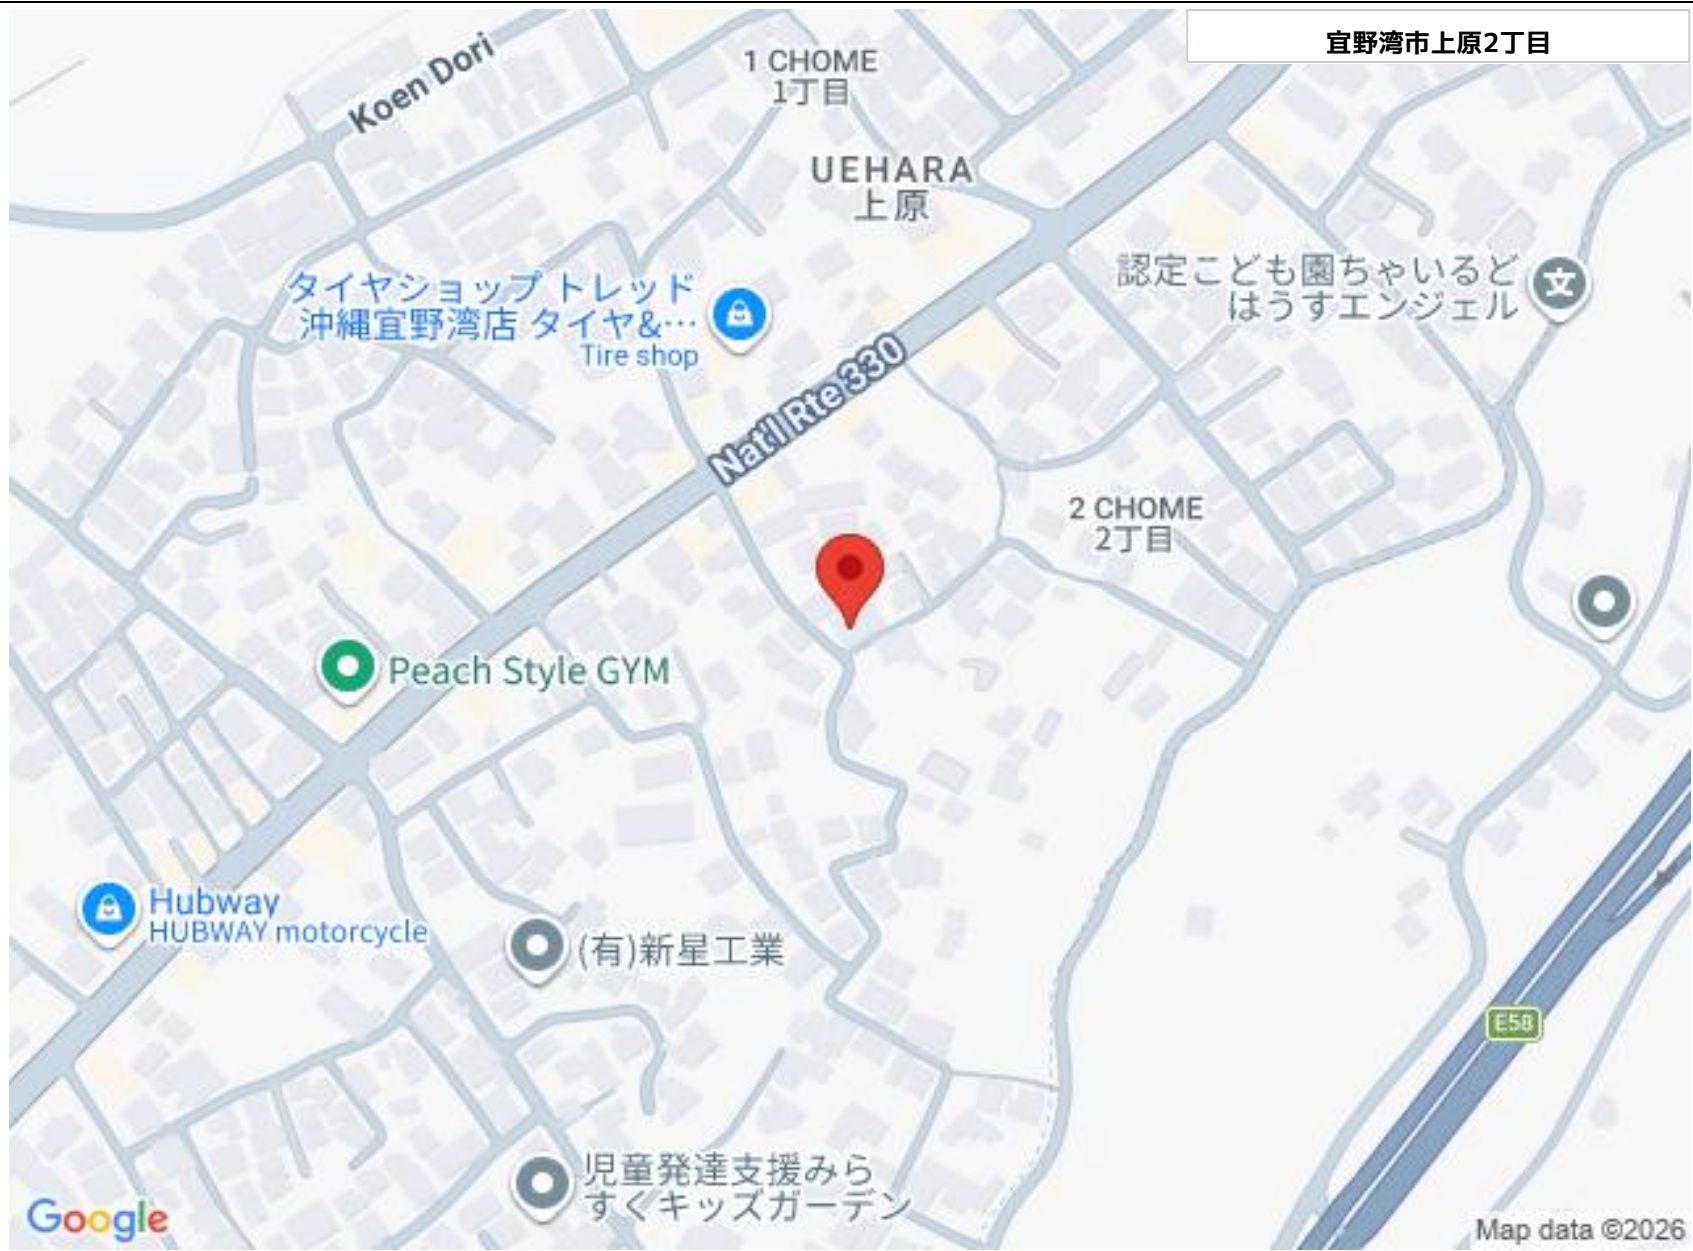 宜野湾市上原2丁目
Koen Dori
1 CHOME
1丁目
UEHARA
上原
タイヤショップ トレッド
沖縄宜野湾店 タイヤ&…
Tire shop
認定こども園ちゃいるど
はうすエンジェル
文
Nat'l Rte 330
2 CHOME
2丁目
Peach Style GYM
Hubway
HUBWAY motorcycle
(有)新星工業
E58
児童発達支援みら
すくキッズガーデン
Google
Map data ©2026